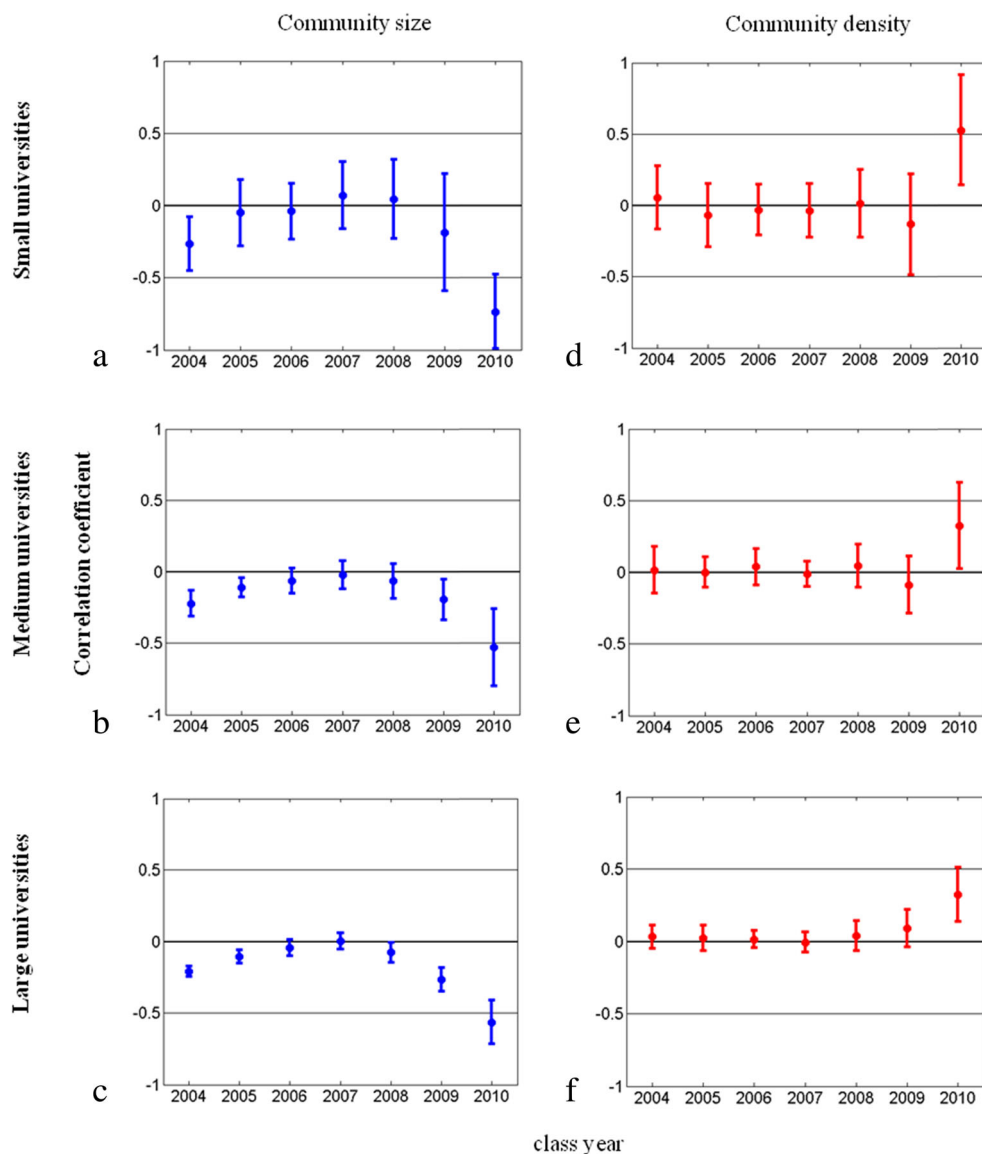 Community size
Community density
Small universities
1
0.5
0
-0.5
-1
2004 2005 2006 2007 2008 2009 2010
a
1
0.5
0
-0.5
-1
2004 2005 2006 2007 2008 2009 2010
d
Medium universities
Correlation coefficient
1
0.5
0
-0.5
-1
2004 2005 2006 2007 2008 2009 2010
b
1
0.5
0
-0.5
-1
2004 2005 2006 2007 2008 2009 2010
e
Large universities
1
0.5
0
-0.5
-1
2004 2005 2006 2007 2008 2009 2010
c
1
0.5
0
-0.5
-1
2004 2005 2006 2007 2008 2009 2010
f
class year